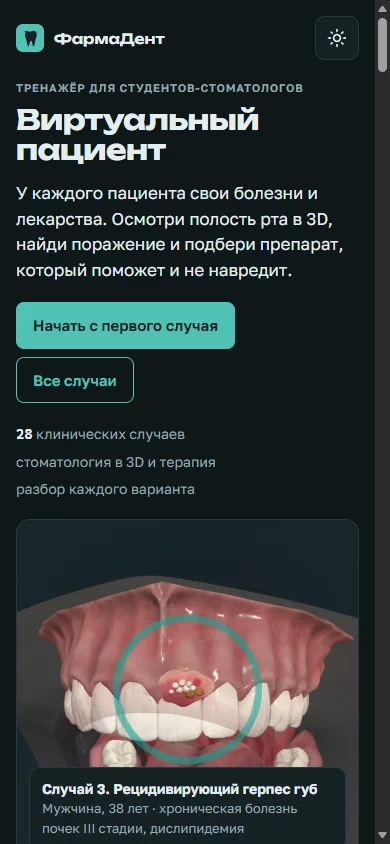 ФармаДент
ТРЕНАЖЁР ДЛЯ СТУДЕНТОВ-СТОМАТОЛОГОВ
Виртуальный
пациент
У каждого пациента свои болезни и
лекарства. Осмотри полость рта в 3D,
найди поражение и подбери препарат,
который поможет и не навредит.
Начать с первого случая
Все случаи
28 клинических случаев
стоматология в 3D и терапия
разбор каждого варианта
Случай 3. Рецидивирующий герпес губ
Мужчина, 38 лет · хроническая болезнь
почек III стадии, дислипидемия